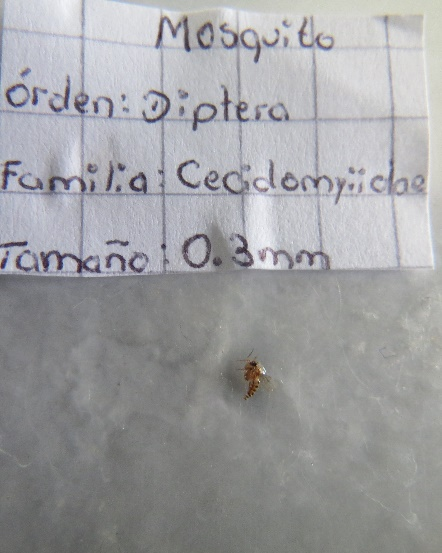 Mosquito
Órden: Diptera
Familia: Cecidomyiidae
Tamaño: 0.3mm